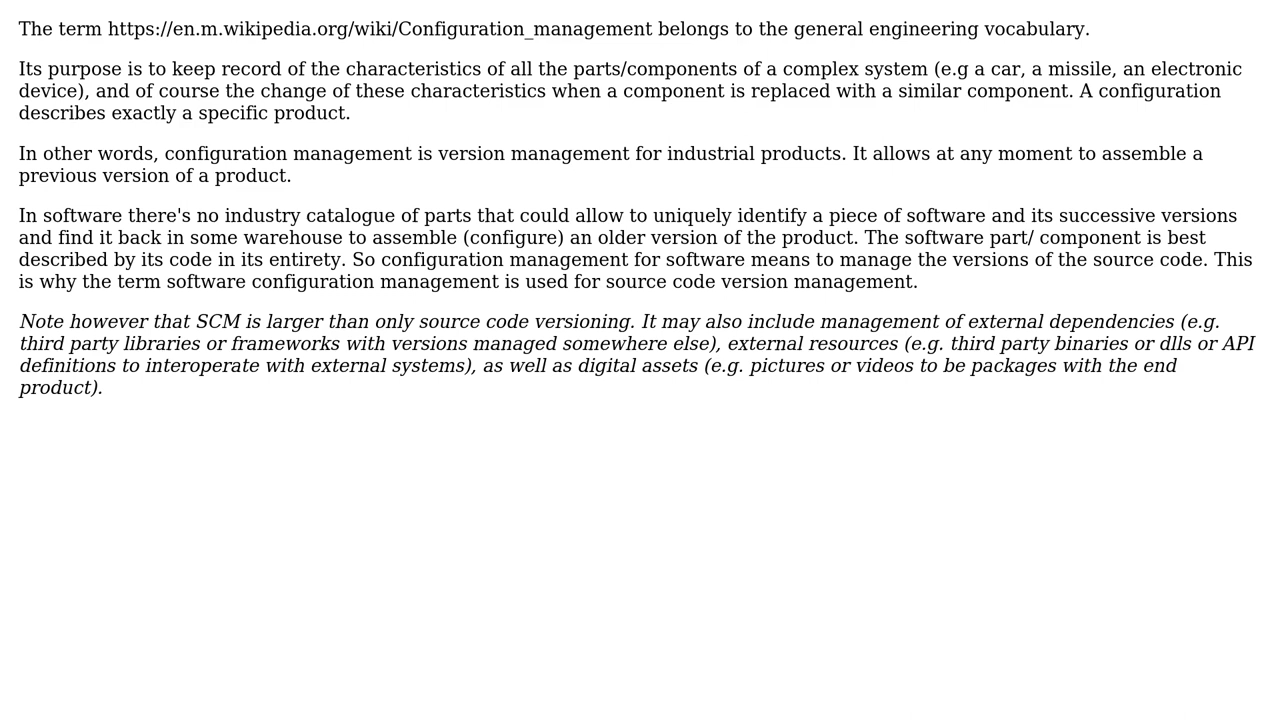 The term https://en.m.wikipedia.org/wiki/Configuration_management belongs to the general engineering vocabulary.
Its purpose is to keep record of the characteristics of all the parts/components of a complex system (e.g a car, a missile, an electronic
device), and of course the change of these characteristics when a component is replaced with a similar component. A configuration
describes exactly a specific product.
In other words, configuration management is version management for industrial products. It allows at any moment to assemble a
previous version of a product.
In software there's no industry catalogue of parts that could allow to uniquely identify a piece of software and its successive versions
and find it back in some warehouse to assemble (configure) an older version of the product. The software part/ component is best
described by its code in its entirety. So configuration management for software means to manage the versions of the source code. This
is why the term software configuration management is used for source code version management.
Note however that SCM is larger than only source code versioning. It may also include management of external dependencies (e.g.
third party libraries or frameworks with versions managed somewhere else), external resources (e.g. third party binaries or dlls or API
definitions to interoperate with external systems), as well as digital assets (e.g. pictures or videos to be packages with the end
product).